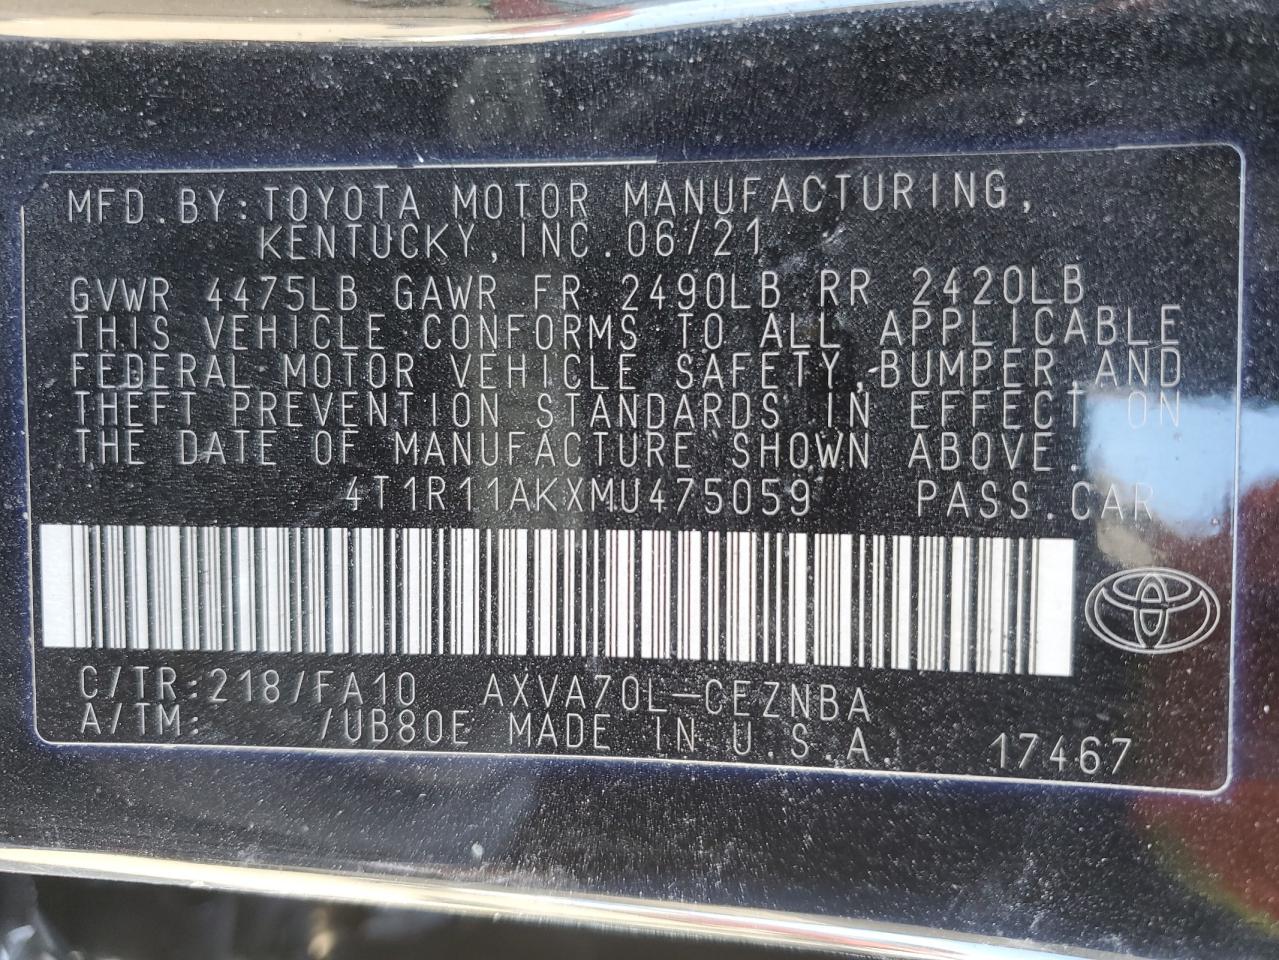 MFD.BY:TOYOTA MOTOR MANUFACTURING,
KENTUCKY,INC.06/21
GVWR 4475LB GAWR FR 2490LB RR 2420LB
THIS VEHICLE CONFORMS TO ALL APPLICABLE
FEDERAL MOTOR VEHICLE SAFETY,BUMPER,AND
THEFT PREVENTION STANDARDS IN EFFECT ON
THE DATE OF MANUFACTURE SHOWN ABOVE.
4T1R11AKXMU475059 PASS.CAR
C/TR:218/FA10 AXVA70L-CEZNBA
A/TM: /UB80E MADE IN U.S.A. 17467